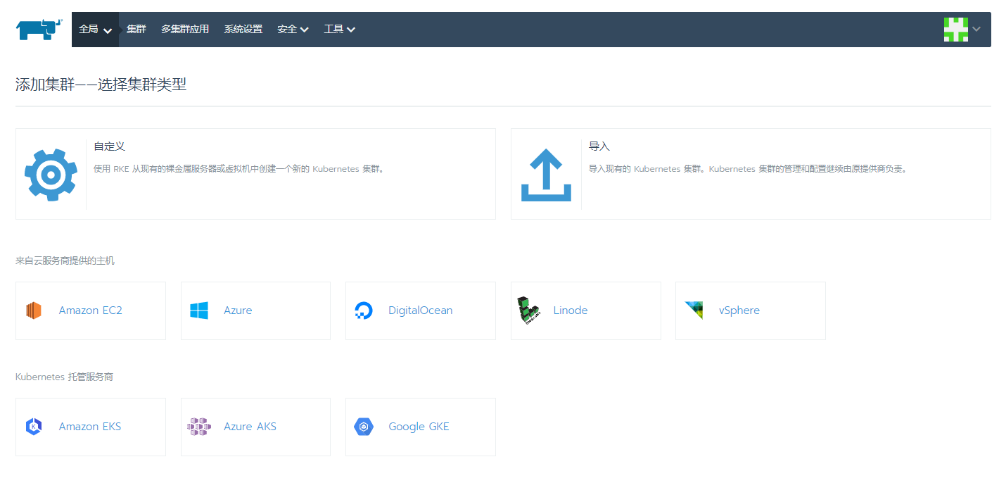 全局 集群 多集群应用 系统设置 安全 工具
添加集群——选择集群类型
自定义
使用 RKE 从现有的裸金属服务器或虚拟机中创建一个新的 Kubernetes 集群。
导入
导入现有的 Kubernetes 集群。Kubernetes 集群的管理和配置继续由原提供商负责。
来自云服务商提供的主机
Amazon EC2
Azure
DigitalOcean
Linode
vSphere
Kubernetes 托管服务商
Amazon EKS
Azure AKS
Google GKE